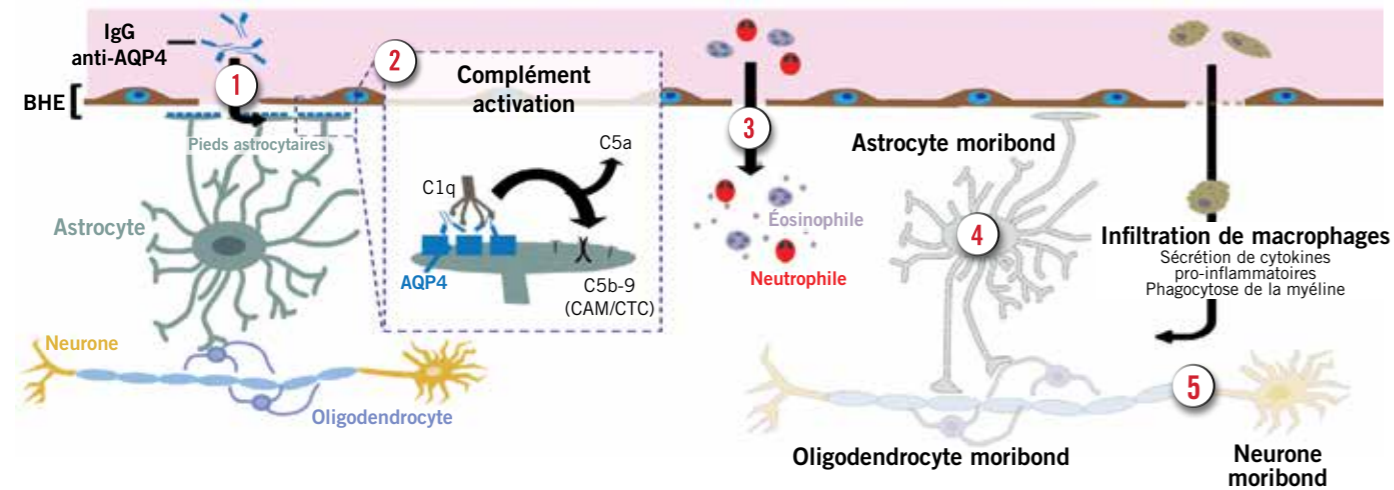 IgG
anti-AQP4
BHE
1
Pieds astrocytaires
Astrocyte
Neurone
Oligodendrocyte
2
Complément
activation
C5a
C1q
AQP4
C5b-9
(CAM/CTC)
3
Éosinophile
Neutrophile
Astrocyte moribond
4
Infiltration de macrophages
Sécrétion de cytokines
pro-inflammatoires
Phagocytose de la myéline
5
Oligodendrocyte moribond
Neurone
moribond